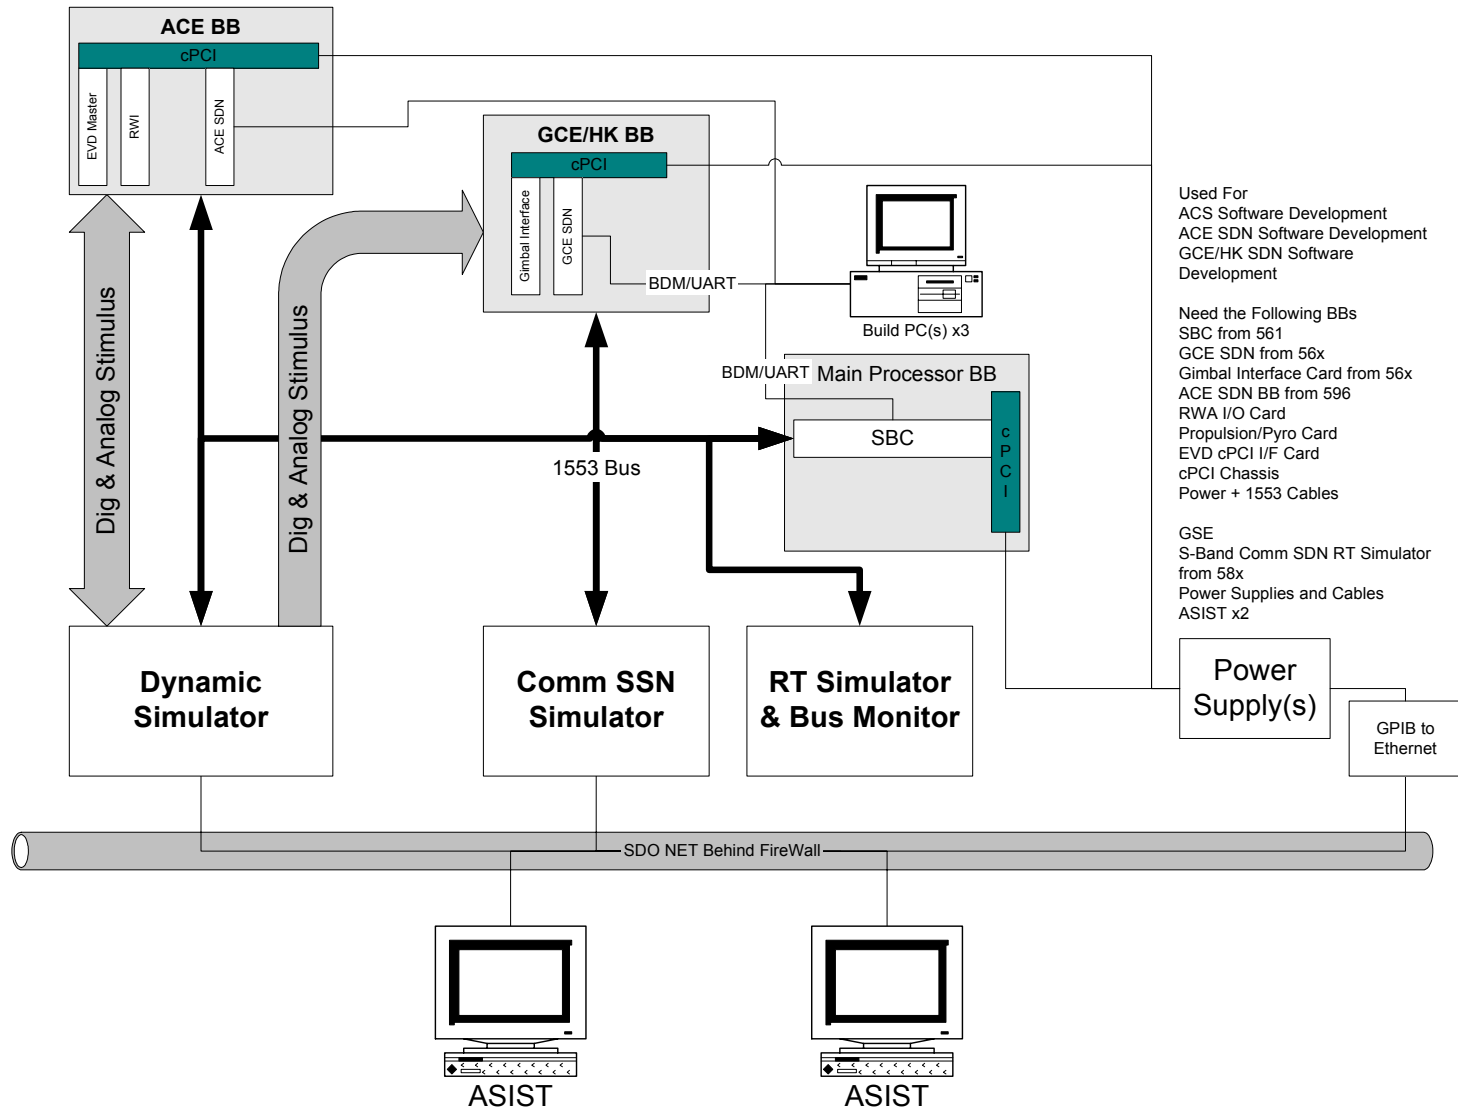 ACE BB
cPCI
EVD Master
RWI
ACE SDN
GCE/HK BB
cPCI
Gimbal Interface
GCE SDN
BDM/UART
Build PC(s) x3
BDM/UART
Main Processor BB
SBC
cPCI
Dig & Analog Stimulus
Dig & Analog Stimulus
1553 Bus
Used For
ACS Software Development
ACE SDN Software Development
GCE/HK SDN Software
Development
Need the Following BBs
SBC from 561
GCE SDN from 56x
Gimbal Interface Card from 56x
ACE SDN BB from 596
RWA I/O Card
Propulsion/Pyro Card
EVD cPCI I/F Card
cPCI Chassis
Power + 1553 Cables
GSE
S-Band Comm SDN RT Simulator
from 58x
Power Supplies and Cables
ASIST x2
Dynamic
Simulator
Comm SSN
Simulator
RT Simulator
& Bus Monitor
Power
Supply(s)
GPIB to
Ethernet
SDO NET Behind FireWall
ASIST
ASIST